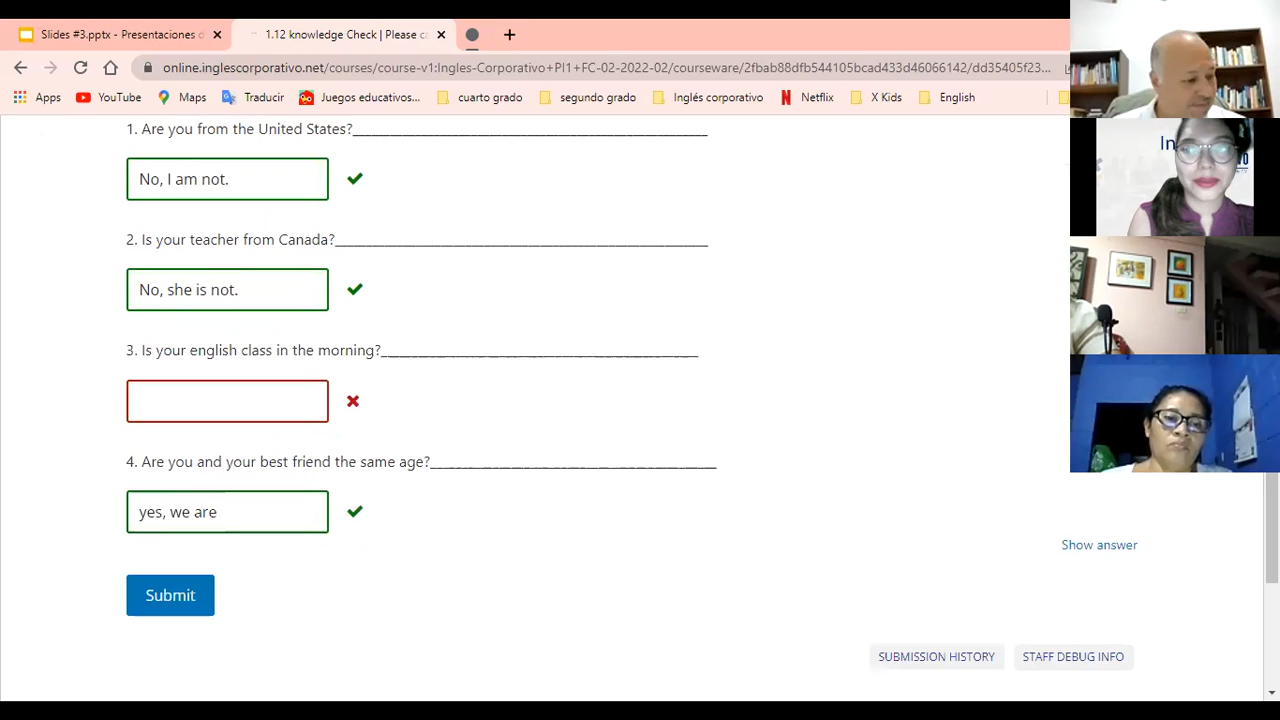 Slides #3.pptx - Presentaciones d
1.12 knowledge Check | Please c
online.inglescorporativo.net/courses/course-v1:Ingles-Corporativo+PI1+FC-02-2022-02/courseware/2fbab88dfb544105bcad433d46066142/dd35405f23...
Apps YouTube Maps Traducir Juegos educativos... cuarto grado segundo grado Inglés corporativo Netflix X Kids English
1. Are you from the United States?
No, I am not.
2. Is your teacher from Canada?
No, she is not.
3. Is your english class in the morning?
4. Are you and your best friend the same age?
yes, we are
Show answer
Submit
SUBMISSION HISTORY STAFF DEBUG INFO